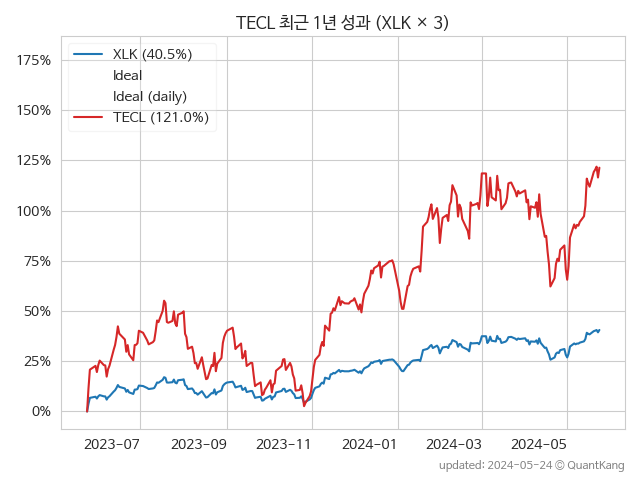 TECL 최근 1년 성과 (XLK × 3)
175%
150%
125%
100%
75%
50%
25%
0%
XLK (40.5%)
Ideal
Ideal (daily)
TECL (121.0%)
2023-07 2023-09 2023-11 2024-01 2024-03 2024-05
updated: 2024-05-24 © QuantKang